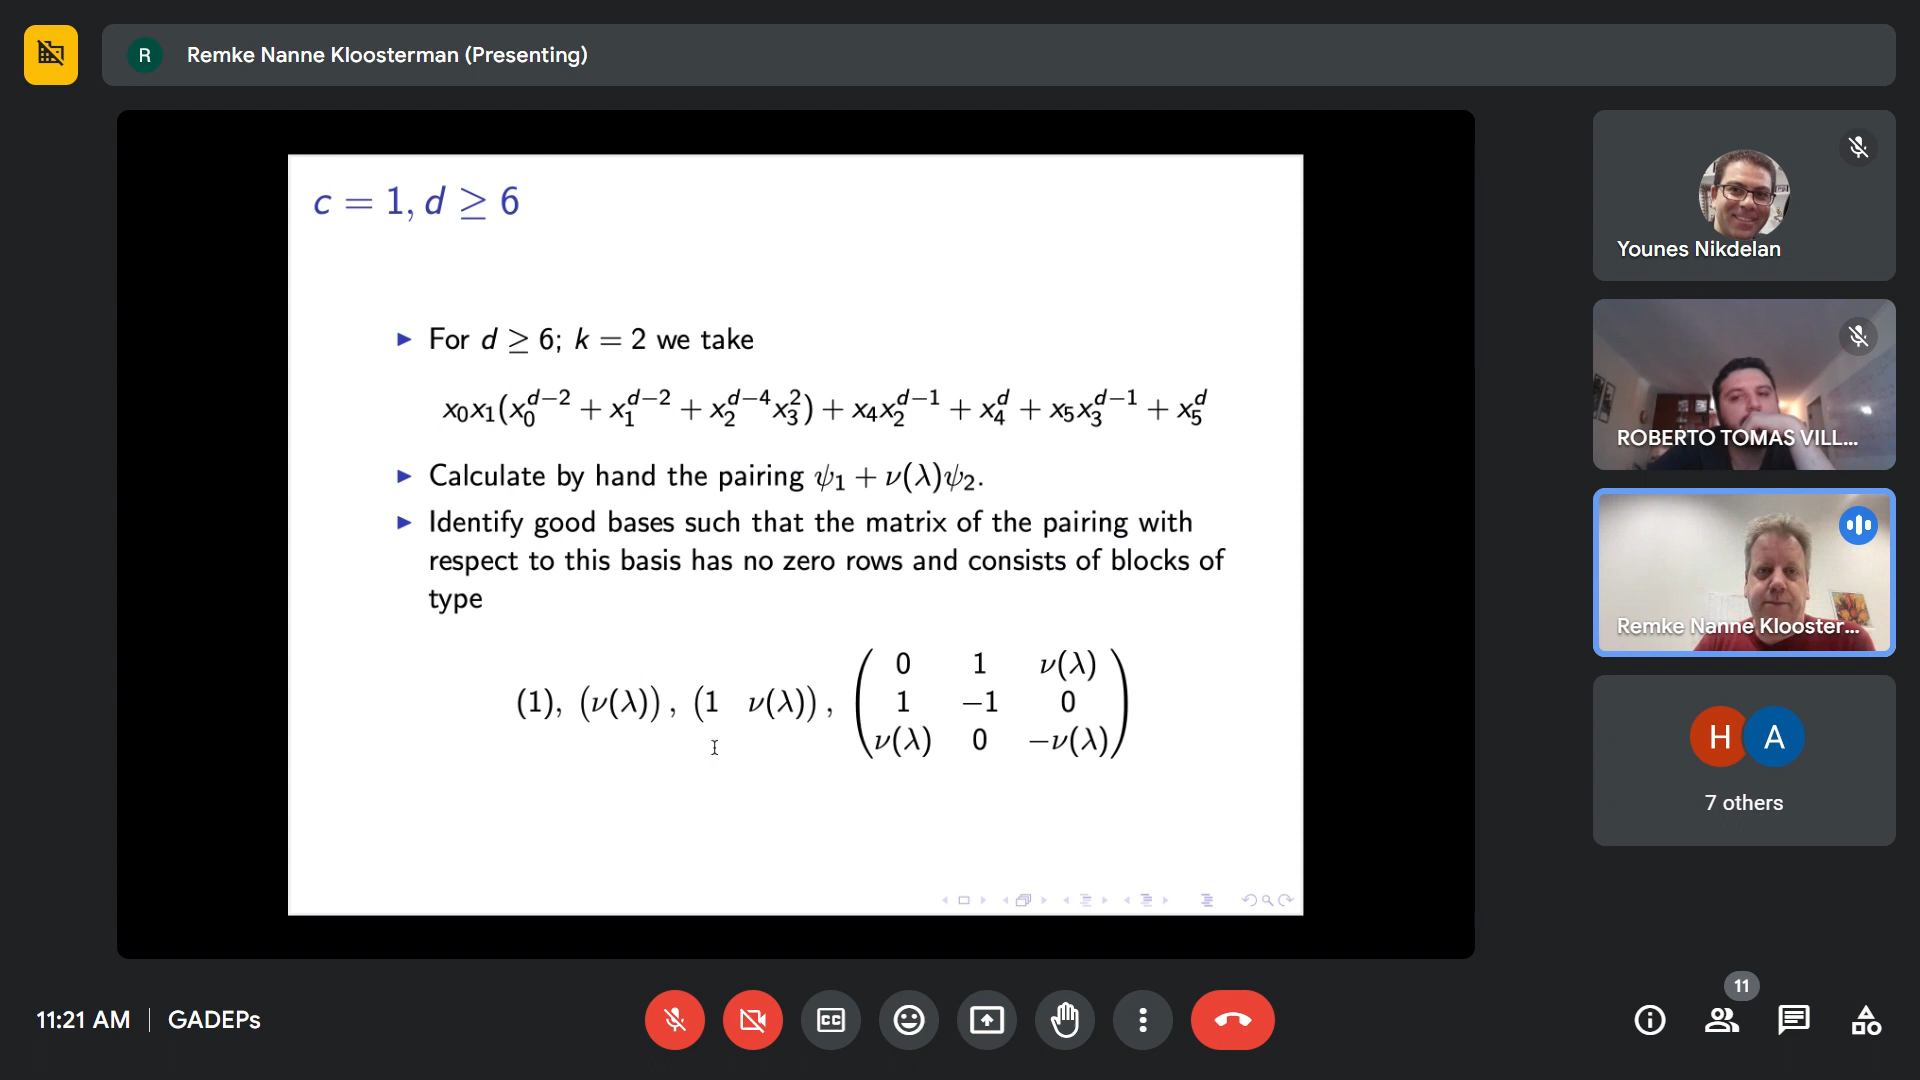 R Remke Nanne Kloosterman (Presenting)
c = 1, d ≥ 6
▶ For d ≥ 6; k = 2 we take
x₀x₁(x₀^{d−2} + x₁^{d−2} + x₂^{d−4}x₃²) + x₄x₂^{d−1} + x₄^d + x₅x₃^{d−1} + x₅^d
▶ Calculate by hand the pairing ψ₁ + ν(λ)ψ₂.
▶ Identify good bases such that the matrix of the pairing with
respect to this basis has no zero rows and consists of blocks of
type
(1), (ν(λ)), (1 ν(λ)),
0 1 ν(λ)
1 −1 0
ν(λ) 0 −ν(λ)
Younes Nikdelan
ROBERTO TOMAS VILL...
Remke NanneKlooster...
H A
7 others
11:21 AM | GADEPs
CC
11